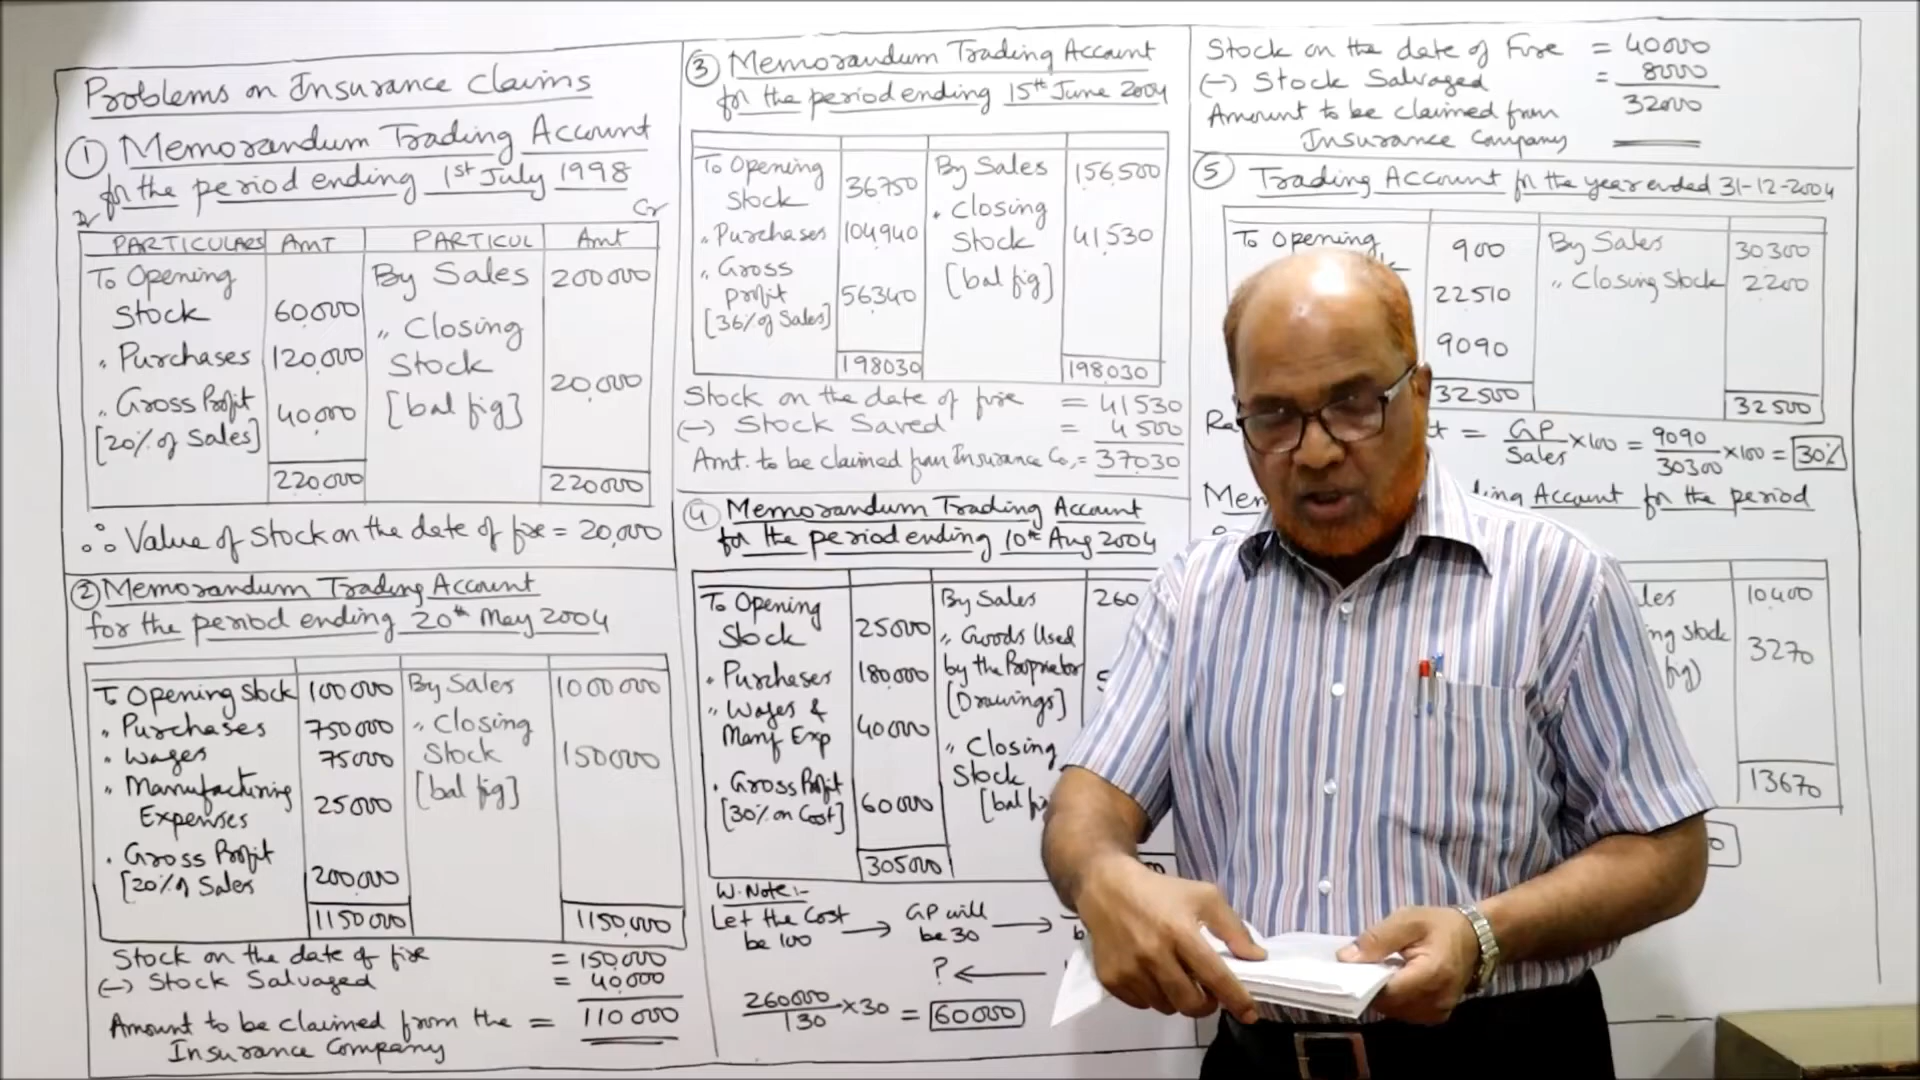 Problems on Insurance Claims
① Memorandum Trading Account
for the period ending 1st July 1998
Dr Cr
PARTICULARS AMT PARTICUL Amt
To Opening By Sales 200000
Stock 60,000
" Closing
" Purchases 120,000 Stock
20,000
" Gross Profit 40,000 [bal fig]
[20% of Sales]
220,000 220000
∴ Value of Stock on the date of fire = 20,000
② Memorandum Trading Account
for the period ending 20th May 2004
To Opening Stock 100000 By Sales 1000000
" Purchases 750000 " Closing
" Wages 75000 Stock 150000
" Manufacturing 25000 [bal fig]
Expenses
" Gross Profit
[20% of Sales 200000
1150000 1150,000
Stock on the date of fire = 150,000
(-) Stock Salvaged = 40,000
Amount to be claimed from the = 110000
Insurance Company
③ Memorandum Trading Account
for the period ending 15th June 2004
To Opening By Sales 156,500
Stock 36750
" Closing
" Purchases 104940 Stock 41530
" Gross [bal fig]
Profit 56340
[36% of Sales]
198030 198030
Stock on the date of fire = 41530
(-) Stock Saved = 4500
Amt. to be claimed from Insurance Co, = 37030
④ Memorandum Trading Account
for the period ending 10th Aug 2004
To Opening By Sales 260
Stock 25000 " Goods Used
by the Proprietor
" Purchases 180000 [Drawings]
" Wages &
Manf Exp 40000 " Closing
Stock
" Gross Profit 60000 [bal
[30% on Cost]
305000
W. Note:-
Let the Cost → GP will →
be 100 be 30
? ←
260000/130 ×30 = 60000
Stock on the date of Fire = 40000
(-) Stock Salvaged = 8000
Amount to be claimed from 32000
Insurance Company
⑤ Trading Account for the year ended 31-12-2004
To Opening 900 By Sales 30300
22510 " Closing Stock 2200
9090
32500 32500
= GP/Sales ×100 = 9090/30300 ×100 = 30%
Account for the period
10400
Stock 3270
13670